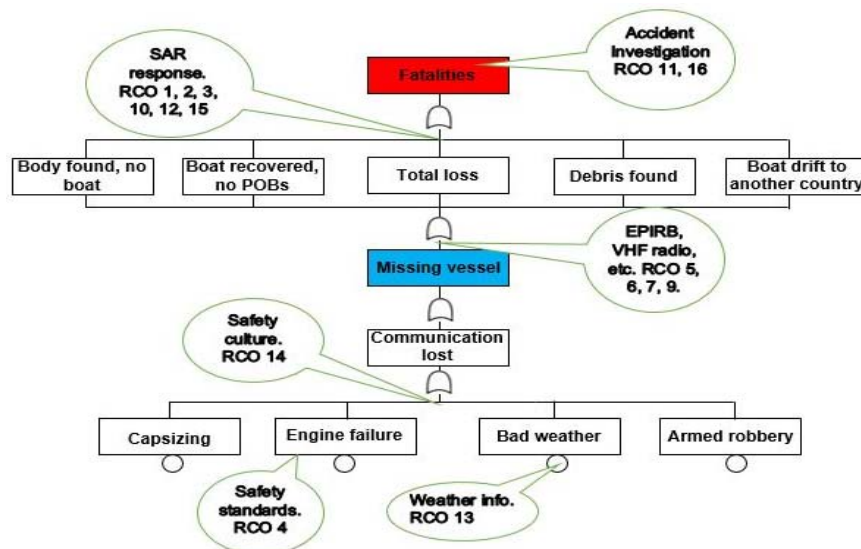 SAR
response.
RCO 1, 2, 3,
10, 12, 15
Fatalities
Accident
Investigation
RCO 11, 16
Body found, no
boat
Boat recovered,
no POBs
Total loss
Debris found
Boat drift to
another country
EPIRB,
VHF radio,
etc. RCO 5,
6, 7, 9.
Missing vessel
Safety
culture.
RCO 14
Communication
lost
Capsizing
Engine failure
Bad weather
Armed robbery
Safety
standards.
RCO 4
Weather info.
RCO 13